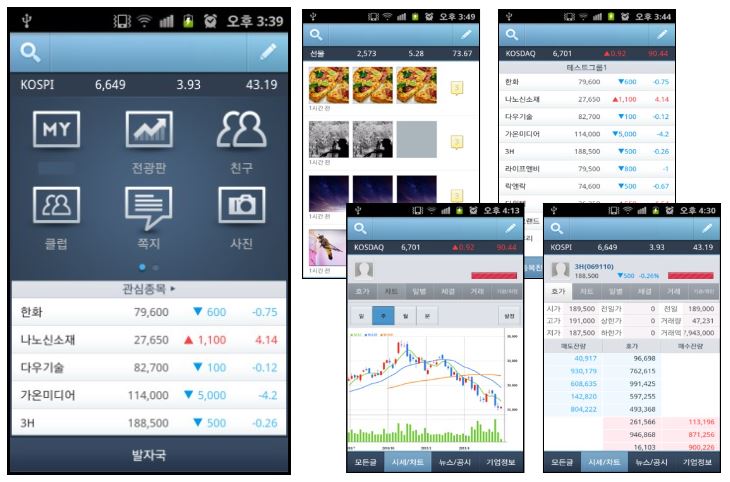 오후 3:39
KOSPI 6,649 3.93 43.19
MY
전광판 친구
클럽 쪽지 사진
관심종목 ▸
한화 79,600 ▼ 600 -0.75
나노신소재 27,650 ▲ 1,100 4.14
다우기술 82,700 ▼ 100 -0.12
가온미디어 114,000 ▼ 5,000 -4.2
3H 188,500 ▼ 500 -0.26
발자국
오후 3:49
선물 2,573 5.28 73.67
1시간 전
3
1시간 전
3
1시간 전
3
1시간 전
오후 3:44
KOSDAQ 6,701 ▲0.92 90.44
테스트그룹1
한화 79,600 ▼600 -0.75
나노신소재 27,650 ▲1,100 4.14
다우기술 82,700 ▼100 -0.12
가온미디어 114,000 ▼5,000 -4.2
3H 188,500 ▼500 -0.26
라이프앤비 79,000 ▼800 -1
락앤락 74,600 ▼500 -0.67
오후 4:13
KOSDAQ 6,701 ▲0.92 90.44
호가 차트 일별 체결 거래
일 주 월 분 설정
모든글 시세/차트 뉴스/공시 기업정보
오후 4:30
KOSPI 6,649 3.93 43.19
3H(069110)
188,500 ▼500 -0.26%
호가 차트 일별 체결 거래
시가 189,500 전일가 0 전일 189,000
고가 191,000 상한가 0 거래량 47,231
저가 187,500 하한가 0 거래액 7,943,000
매도잔량 호가 매수잔량
40,917 96,698
930,179 762,615
608,635 991,425
142,820 597,255
804,222 493,368
261,566 113,196
946,868 871,256
16,103 900,226
모든글 시세/차트 뉴스/공시 기업정보